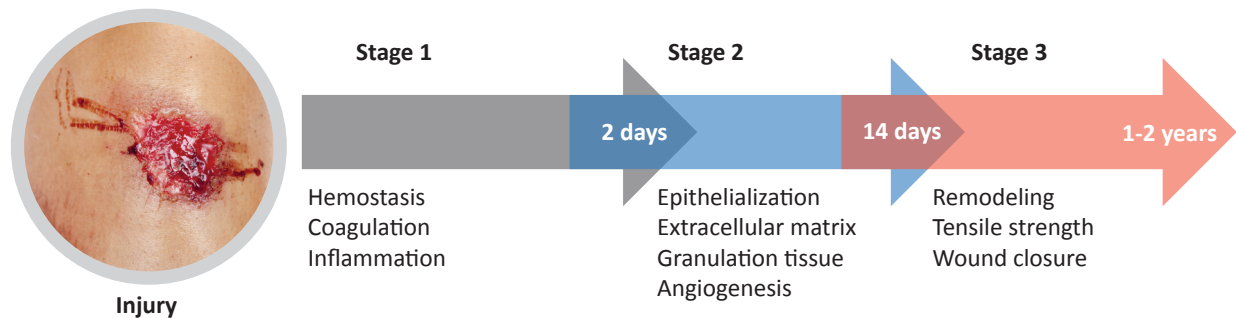 Stage 1
Stage 2
Stage 3
2 days
14 days
1-2 years
Hemostasis
Coagulation
Inflammation
Epithelialization
Extracellular matrix
Granulation tissue
Angiogenesis
Remodeling
Tensile strength
Wound closure
Injury